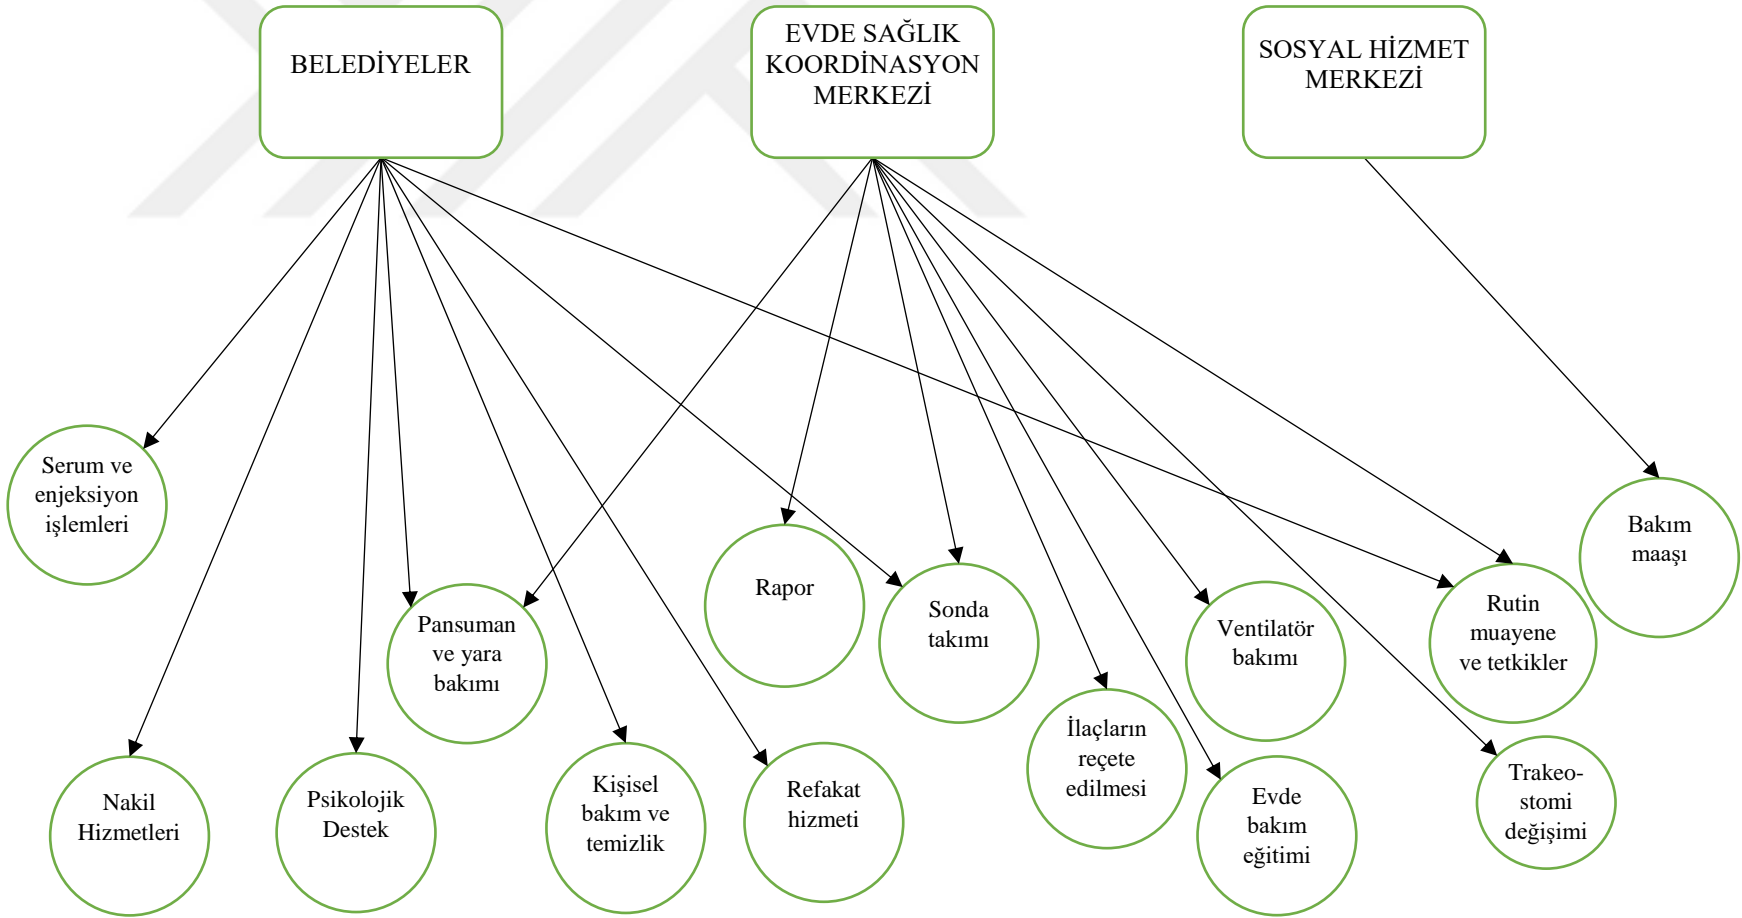 BELEDİYELER
EVDE SAĞLIK
KOORDİNASYON
MERKEZİ
SOSYAL HİZMET
MERKEZİ
Serum ve
enjeksiyon
işlemleri
Nakil
Hizmetleri
Psikolojik
Destek
Pansuman
ve yara
bakımı
Kişisel
bakım ve
temizlik
Refakat
hizmeti
Rapor
Sonda
takımı
İlaçların
reçete
edilmesi
Ventilatör
bakımı
Evde
bakım
eğitimi
Rutin
muayene
ve tetkikler
Trakeo-
stomi
değişimi
Bakım
maaşı